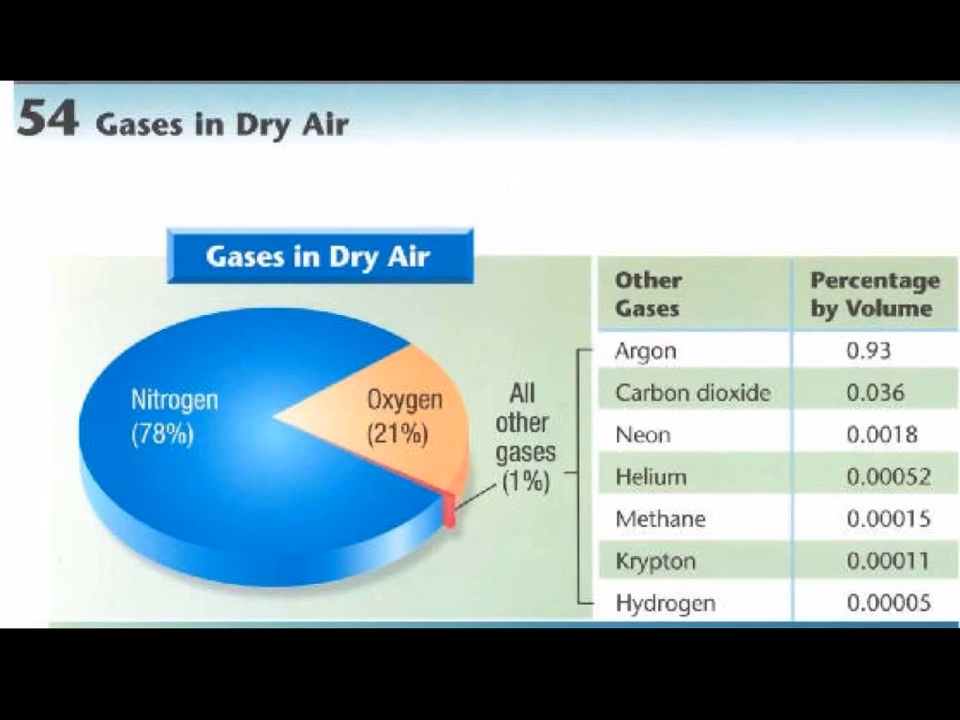 54 Gases in Dry Air
Gases in Dry Air
Nitrogen
(78%)
Oxygen
(21%)
All
other
gases
(1%)
Other
Gases
Percentage
by Volume
Argon 0.93
Carbon dioxide 0.036
Neon 0.0018
Helium 0.00052
Methane 0.00015
Krypton 0.00011
Hydrogen 0.00005